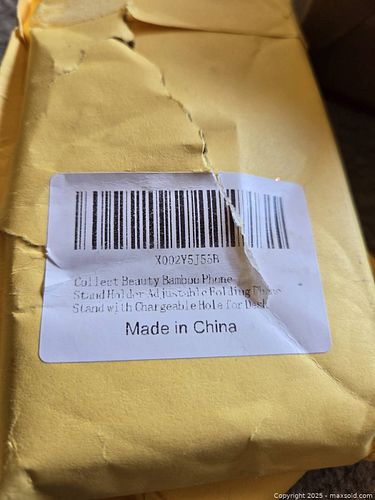 X002Y5J55B
Collect Beauty Bamboo Phone
Stand Holder Adjustable Folding Phone
Stand with Chargeable Hole for Desk
Made in China
Copyright 2025 - maxsold.com